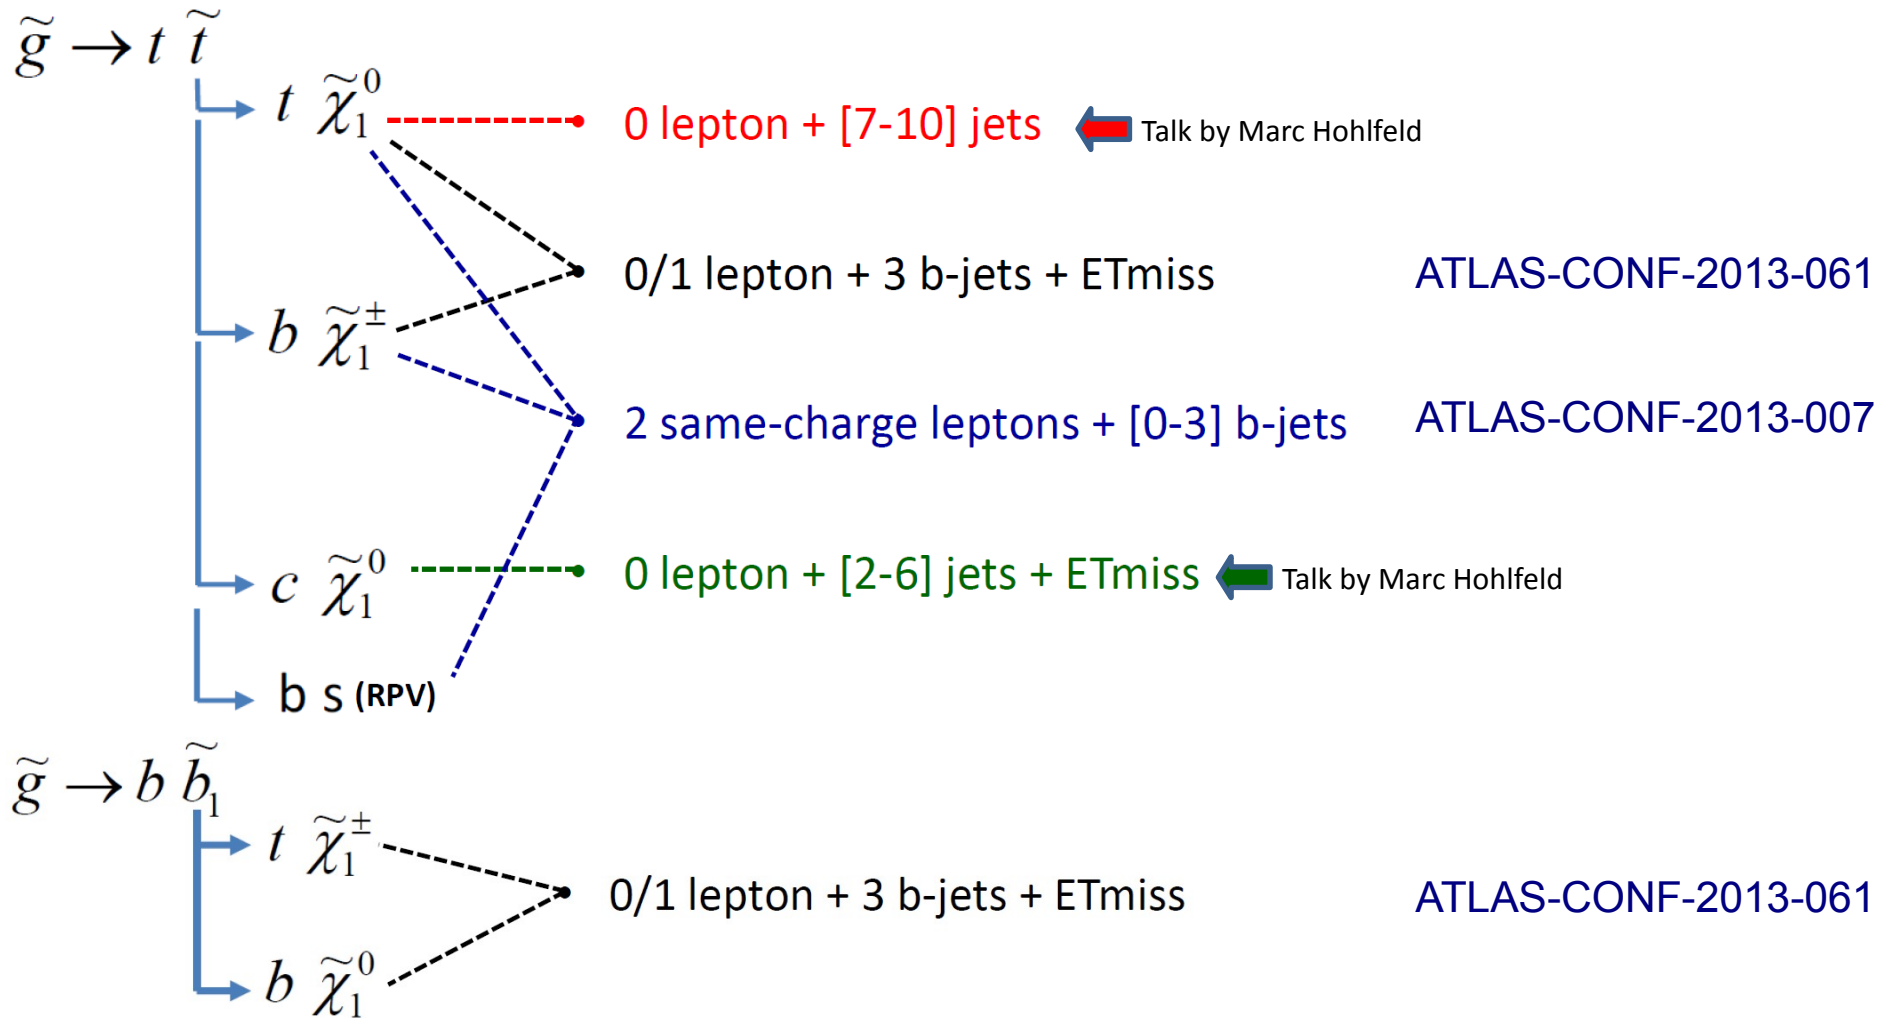 g̃ → t t̃
t χ̃₁⁰
0 lepton + [7-10] jets
Talk by Marc Hohlfeld
0/1 lepton + 3 b-jets + ETmiss
ATLAS-CONF-2013-061
b χ̃₁±
2 same-charge leptons + [0-3] b-jets
ATLAS-CONF-2013-007
c χ̃₁⁰
0 lepton + [2-6] jets + ETmiss
Talk by Marc Hohlfeld
b s (RPV)
g̃ → b b̃₁
t χ̃₁±
0/1 lepton + 3 b-jets + ETmiss
ATLAS-CONF-2013-061
b χ̃₁⁰